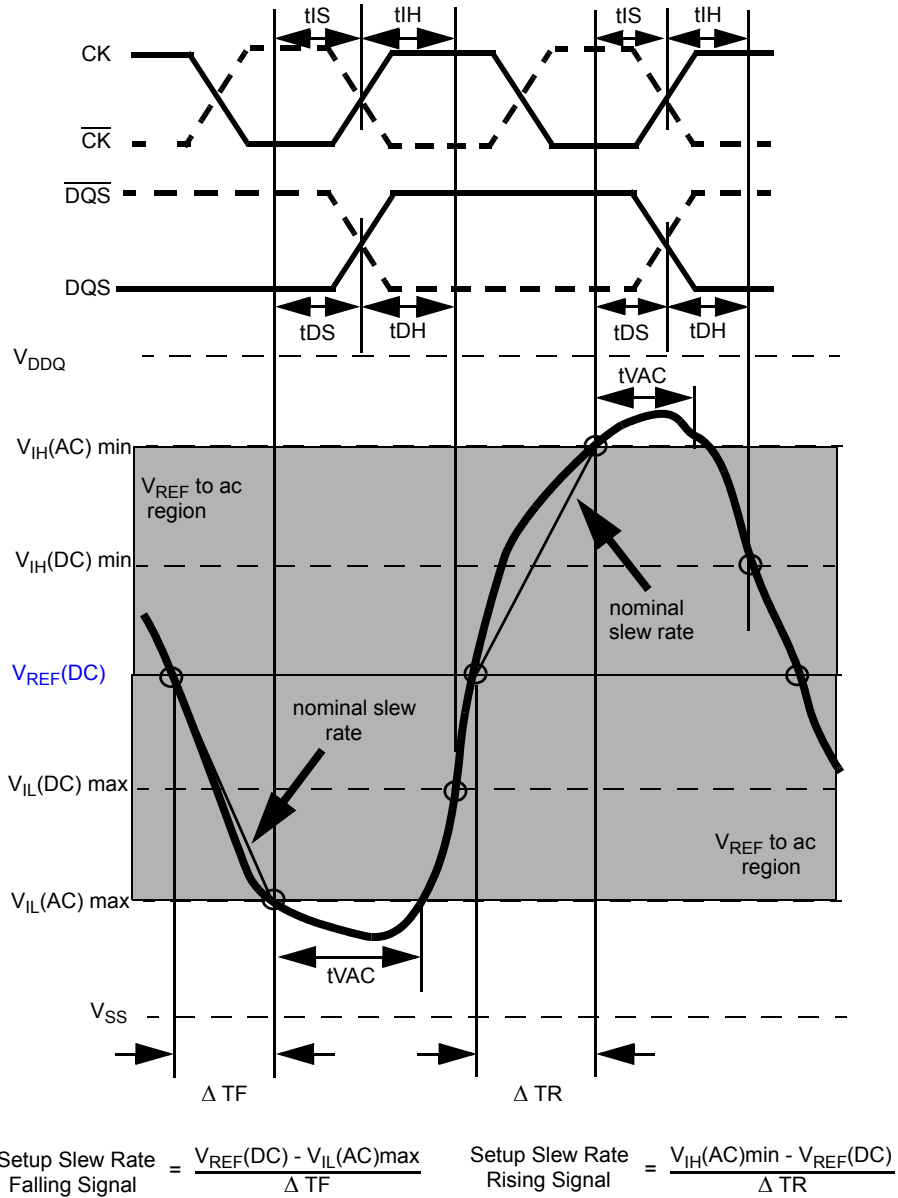 tIS tIH tIS tIH
CK
CK
DQS
DQS
tDS tDH tDS tDH
VDDQ
tVAC
VIH(AC) min
VREF to ac
region
VIH(DC) min
nominal
slew rate
VREF(DC)
nominal slew
rate
VIL(DC) max
VREF to ac
region
VIL(AC) max
tVAC
VSS
Δ TF Δ TR
Setup Slew Rate
Falling Signal
= VREF(DC) - VIL(AC)max
Δ TF
Setup Slew Rate
Rising Signal
= VIH(AC)min - VREF(DC)
Δ TR